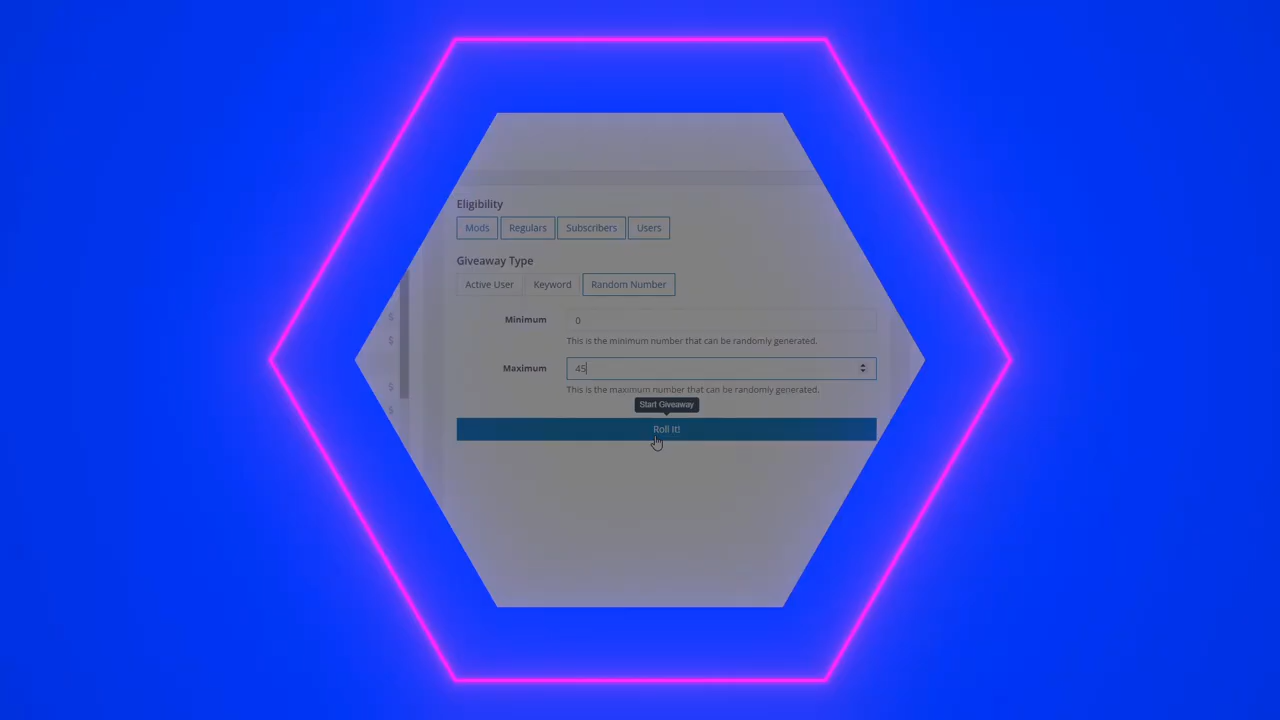 Eligibility
Mods Regulars Subscribers Users
Giveaway Type
Active User Keyword Random Number
Minimum 0
This is the minimum number that can be randomly generated.
Maximum 45
This is the maximum number that can be randomly generated.
Start Giveaway
Roll It!